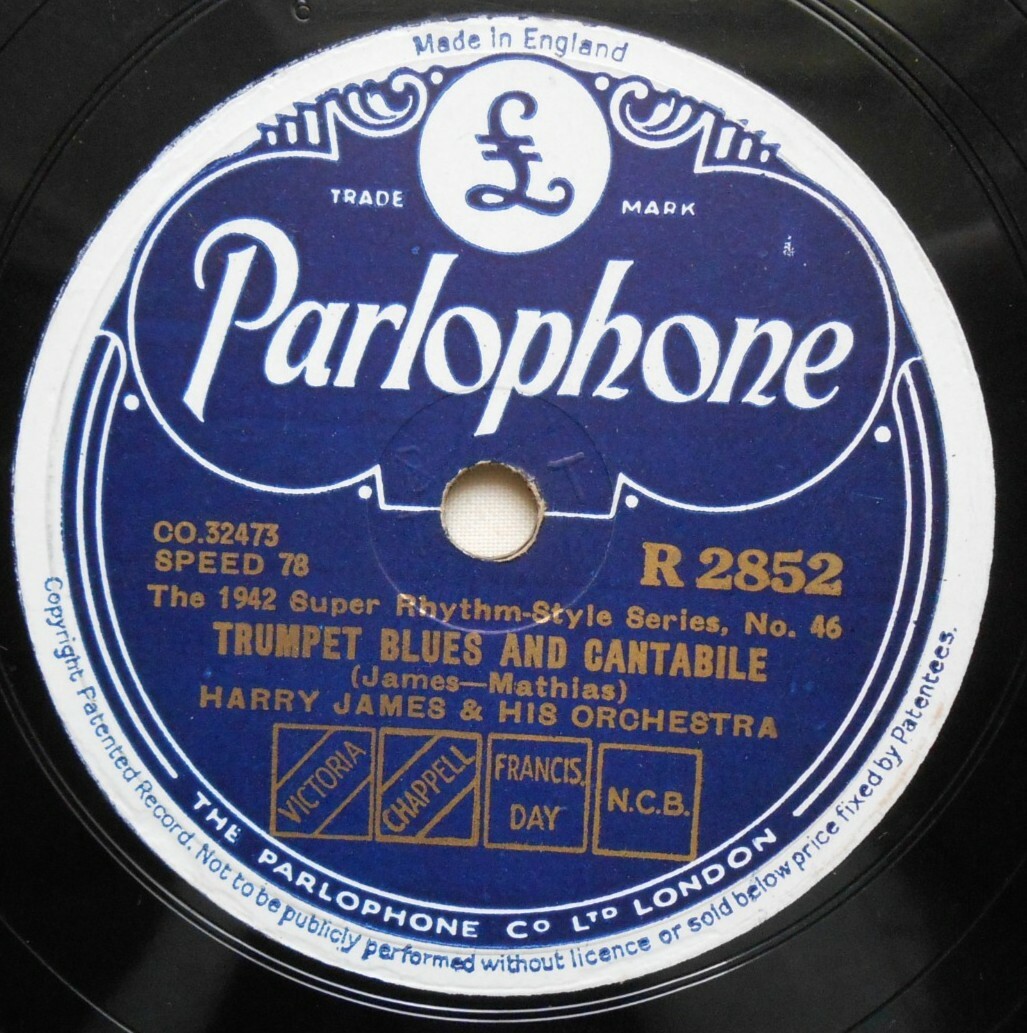 Made in England
£
TRADE MARK
Parlophone
CO.32473
SPEED 78
R 2852
The 1942 Super Rhythm-Style Series, No. 46
TRUMPET BLUES AND CANTABILE
(James—Mathias)
HARRY JAMES & HIS ORCHESTRA
VICTORIA
CHAPPELL
FRANCIS, DAY
N.C.B.
THE PARLOPHONE Cº LTD LONDON
Copyright Patented Record. Not to be publicly performed without licence or sold below price fixed by Patentees.